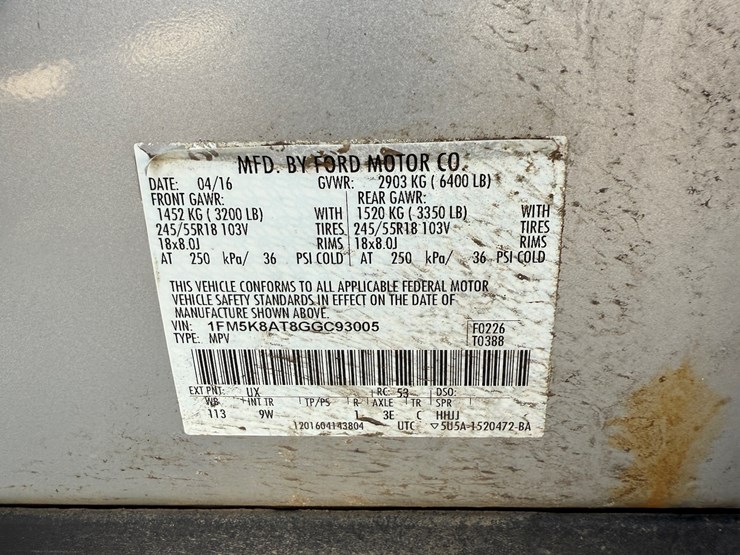 MFD. BY FORD MOTOR CO.
DATE: 04/16 GVWR: 2903 KG ( 6400 LB)
FRONT GAWR: REAR GAWR:
1452 KG ( 3200 LB) WITH 1520 KG ( 3350 LB) WITH
245/55R18 103V TIRES 245/55R18 103V TIRES
18x8.0J RIMS 18x8.0J RIMS
AT 250 kPa/ 36 PSI COLD AT 250 kPa/ 36 PSI COLD
THIS VEHICLE CONFORMS TO ALL APPLICABLE FEDERAL MOTOR
VEHICLE SAFETY STANDARDS IN EFFECT ON THE DATE OF
MANUFACTURE SHOWN ABOVE.
VIN: 1FM5K8AT8GGC93005 F0226
TYPE: MPV T0388
EXT PNT: UX RC: 53 DSO:
WB INT TR TP/PS R AXLE TR SPR
113 9W 1 3E C HHJJ
1201604143804 UTC ▽5U5A-1520472-BA